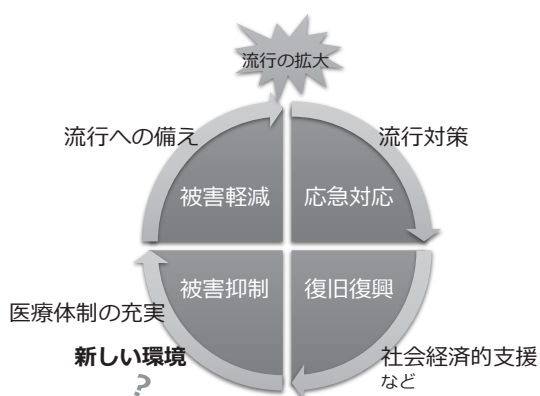 流行の拡大
流行への備え
流行対策
被害軽減
応急対応
被害抑制
復旧復興
医療体制の充実
新しい環境
?
社会経済的支援
など